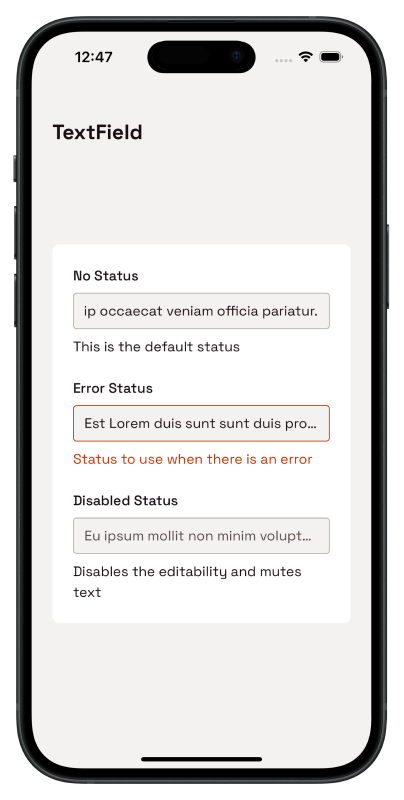 12:47
TextField
No Status
ip occaecat veniam officia pariatur.
This is the default status
Error Status
Est Lorem duis sunt sunt duis pro...
Status to use when there is an error
Disabled Status
Eu ipsum mollit non minim volupt...
Disables the editability and mutes
text